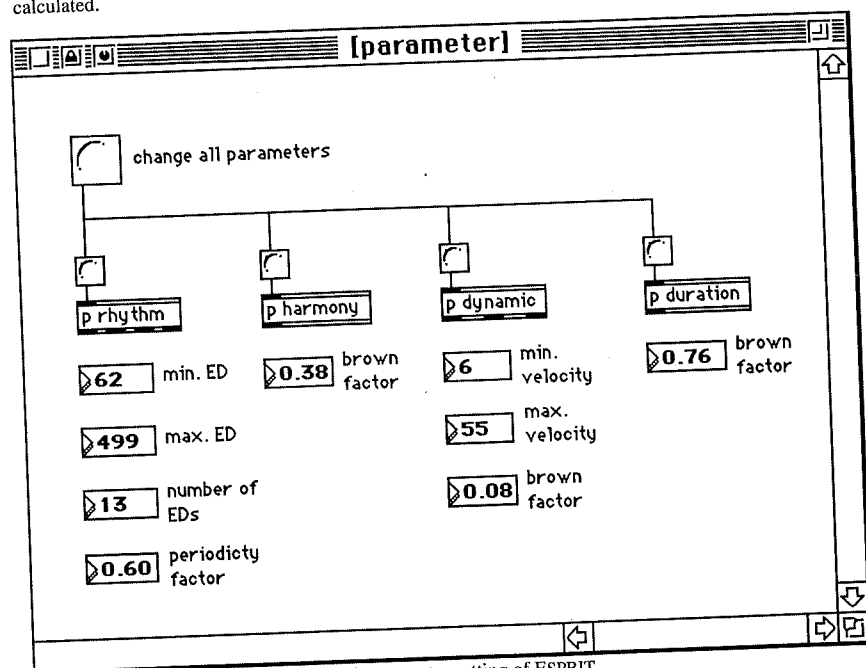 calculated.
[parameter]
change all parameters
p rhythm
p harmony
p dynamic
p duration
62 min. ED
499 max. ED
13 number of
EDs
0.60 periodicty
factor
0.38 brown
factor
6 min.
velocity
55 max.
velocity
0.08 brown
factor
0.76 brown
factor
of ESPRIT